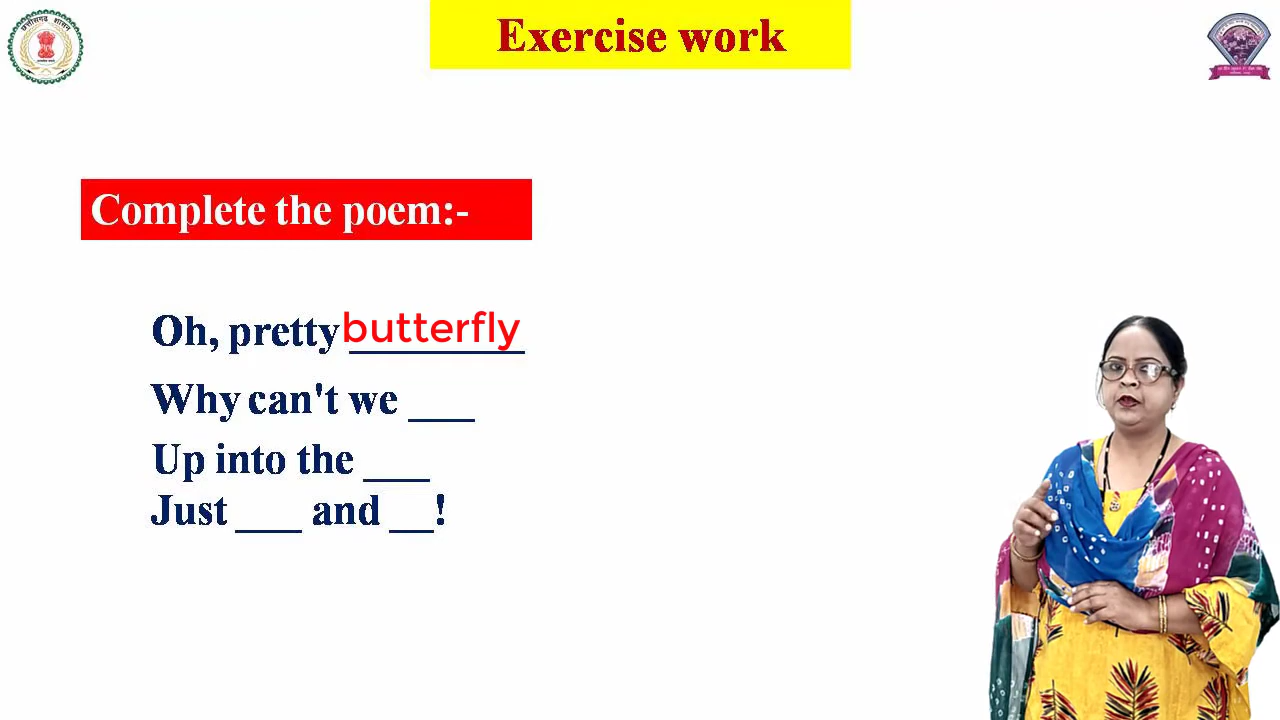 Exercise work
Complete the poem:-
Oh, pretty butterfly
Why can't we ___
Up into the ___
Just ___ and __!